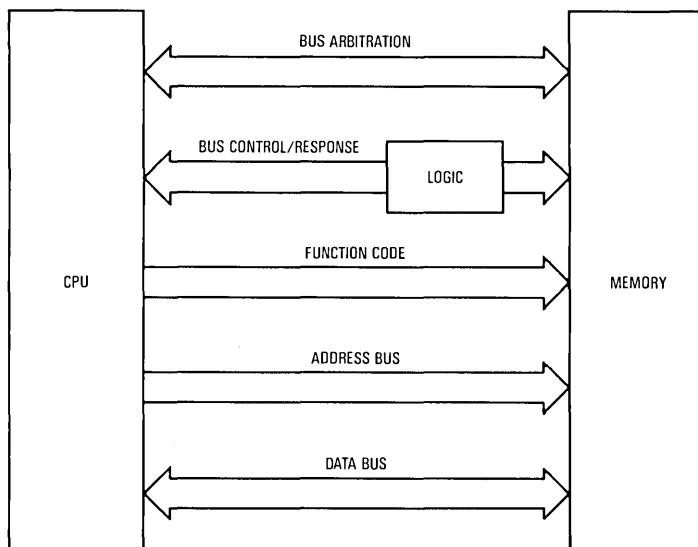 BUS ARBITRATION
BUS CONTROL/RESPONSE
LOGIC
FUNCTION CODE
CPU
MEMORY
ADDRESS BUS
DATA BUS